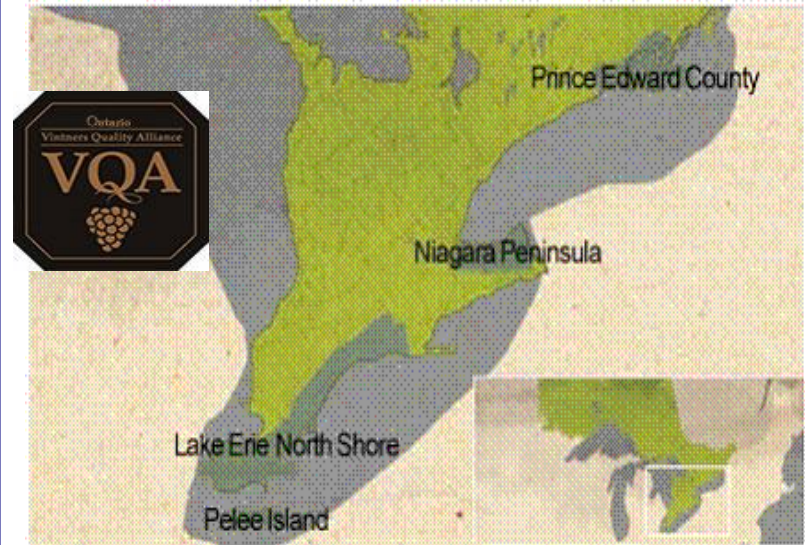 Prince Edward County
Ontario
Vintners Quality Alliance
VQA
Niagara Peninsula
Lake Erie North Shore
Pelee Island